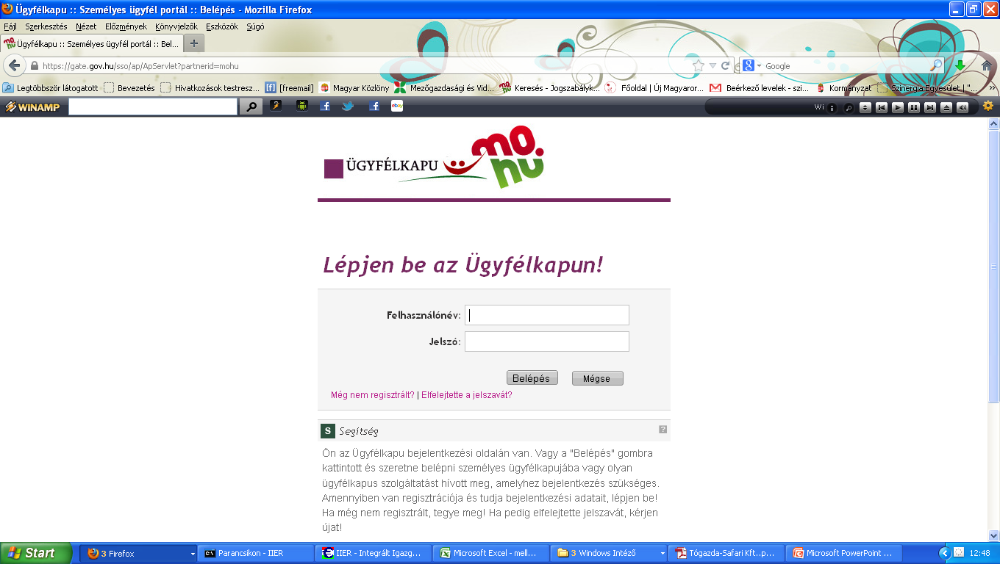 Ügyfélkapu :: Személyes ügyfél portál :: Belépés - Mozilla Firefox
Fájl Szerkesztés Nézet Előzmények Könyvjelzők Eszközök Súgó
mo.hu Ügyfélkapu :: Személyes ügyfél portál :: Bel...
https://gate.gov.hu/sso/ap/ApServlet?partnerid=mohu Google
Legtöbbször látogatott Bevezetés Hivatkozások testresz... [freemail] Magyar Közlöny Mezőgazdasági és Vid... Keresés - Jogszabályk... Főoldal | Új Magyaror... Beérkező levelek - szi... Kormányzat Szinergia Egyesület | "... »
WINAMP ebay Wi
ÜGYFÉLKAPU mo.hu
Lépjen be az Ügyfélkapun!
Felhasználónév:
Jelszó:
Belépés Mégse
Még nem regisztrált? | Elfelejtette a jelszavát?
S Segítség ?
Ön az Ügyfélkapu bejelentkezési oldalán van. Vagy a "Belépés" gombra
kattintott és szeretne belépni személyes ügyfélkapujába vagy olyan
ügyfélkapus szolgáltatást hívott meg, amelyhez bejelentkezés szükséges.
Amennyiben van regisztrációja és tudja bejelentkezési adatait, lépjen be!
Ha még nem regisztrált, tegye meg! Ha pedig elfelejtette jelszavát, kérjen
újat!
Start 3 Firefox Parancsikon - IIER IIER - Integrált Igazg... Microsoft Excel - mell... 3 Windows Intéző Tógazda-Safari Kft..p... Microsoft PowerPoint ... 12:48